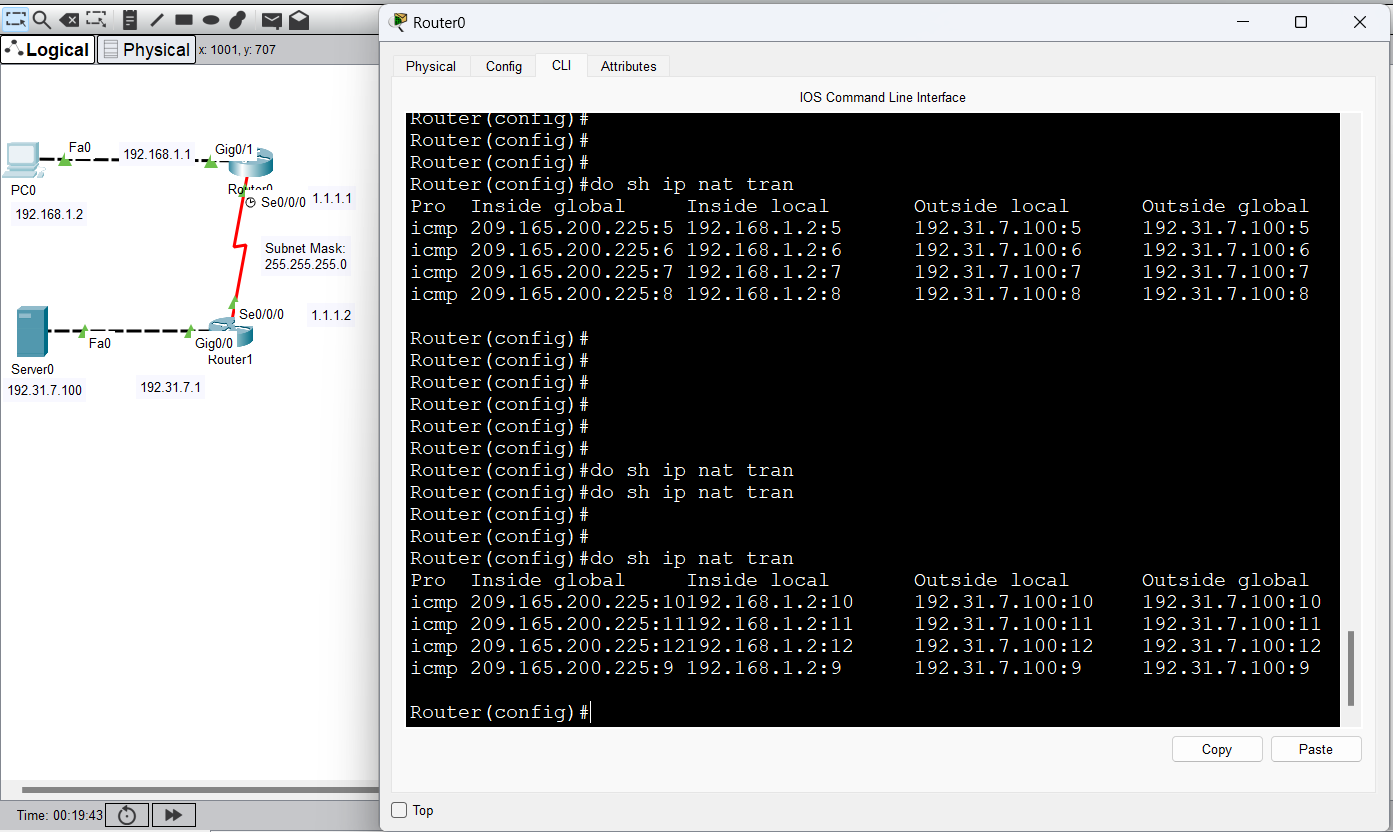 Logical
Physical
x: 1001, y: 707
Fa0
192.168.1.1
Gig0/1
PC0
Router0
192.168.1.2
Se0/0/0
1.1.1.1
Subnet Mask:
255.255.255.0
Se0/0/0
1.1.1.2
Fa0
Gig0/0
Router1
Server0
192.31.7.100
192.31.7.1
Time: 00:19:43
Router0
Physical
Config
CLI
Attributes
IOS Command Line Interface
Router(config)#
Router(config)#
Router(config)#
Router(config)#do sh ip nat tran
Pro  Inside global     Inside local       Outside local      Outside global
icmp 209.165.200.225:5 192.168.1.2:5      192.31.7.100:5     192.31.7.100:5
icmp 209.165.200.225:6 192.168.1.2:6      192.31.7.100:6     192.31.7.100:6
icmp 209.165.200.225:7 192.168.1.2:7      192.31.7.100:7     192.31.7.100:7
icmp 209.165.200.225:8 192.168.1.2:8      192.31.7.100:8     192.31.7.100:8
Router(config)#
Router(config)#
Router(config)#
Router(config)#
Router(config)#
Router(config)#
Router(config)#do sh ip nat tran
Router(config)#do sh ip nat tran
Router(config)#
Router(config)#
Router(config)#do sh ip nat tran
Pro  Inside global     Inside local       Outside local      Outside global
icmp 209.165.200.225:10192.168.1.2:10     192.31.7.100:10    192.31.7.100:10
icmp 209.165.200.225:11192.168.1.2:11     192.31.7.100:11    192.31.7.100:11
icmp 209.165.200.225:12192.168.1.2:12     192.31.7.100:12    192.31.7.100:12
icmp 209.165.200.225:9 192.168.1.2:9      192.31.7.100:9     192.31.7.100:9
Router(config)#
Copy
Paste
Top